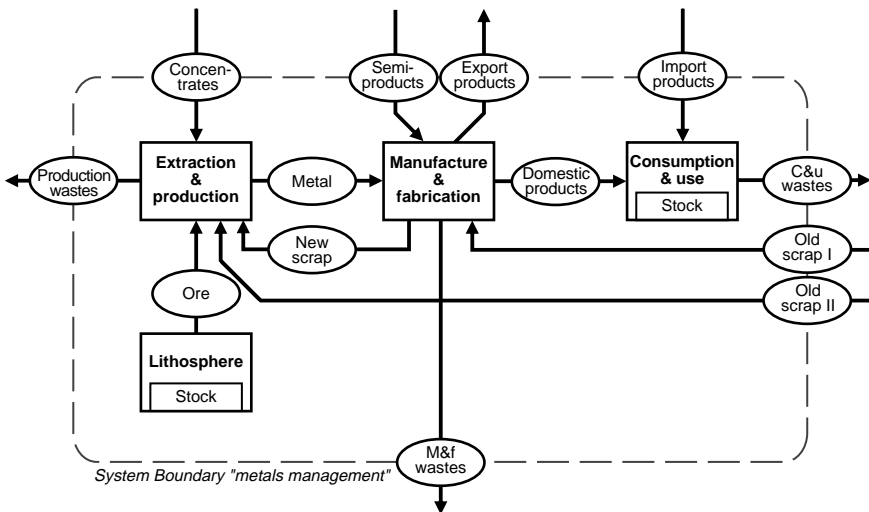 Concen-
trates
Semi-
products
Export
products
Import
products
Production
wastes
Extraction
&
production
Metal
Manufacture
&
fabrication
Domestic
products
Consumption
& use
Stock
C&u
wastes
New
scrap
Old
scrap I
Ore
Old
scrap II
Lithosphere
Stock
M&f
wastes
System Boundary "metals management"